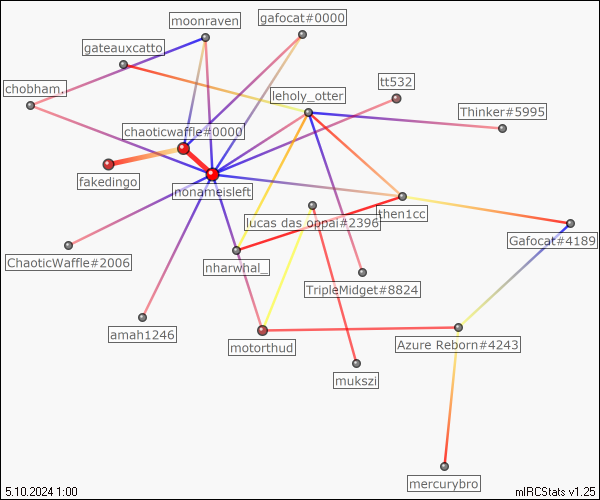 moonraven
gafocat#0000
gateauxcatto
chobham.
tt532
leholy_otter
Thinker#5995
chaoticwaffle#0000
fakedingo
nonameisleft
lucas das oppai#2396
then1cc
Gafocat#4189
ChaoticWaffle#2006
nharwhal_
TripleMidget#8824
amah1246
motorthud
Azure Reborn#4243
mukszi
mercurybro
5.10.2024 1:00
mIRCStats v1.25